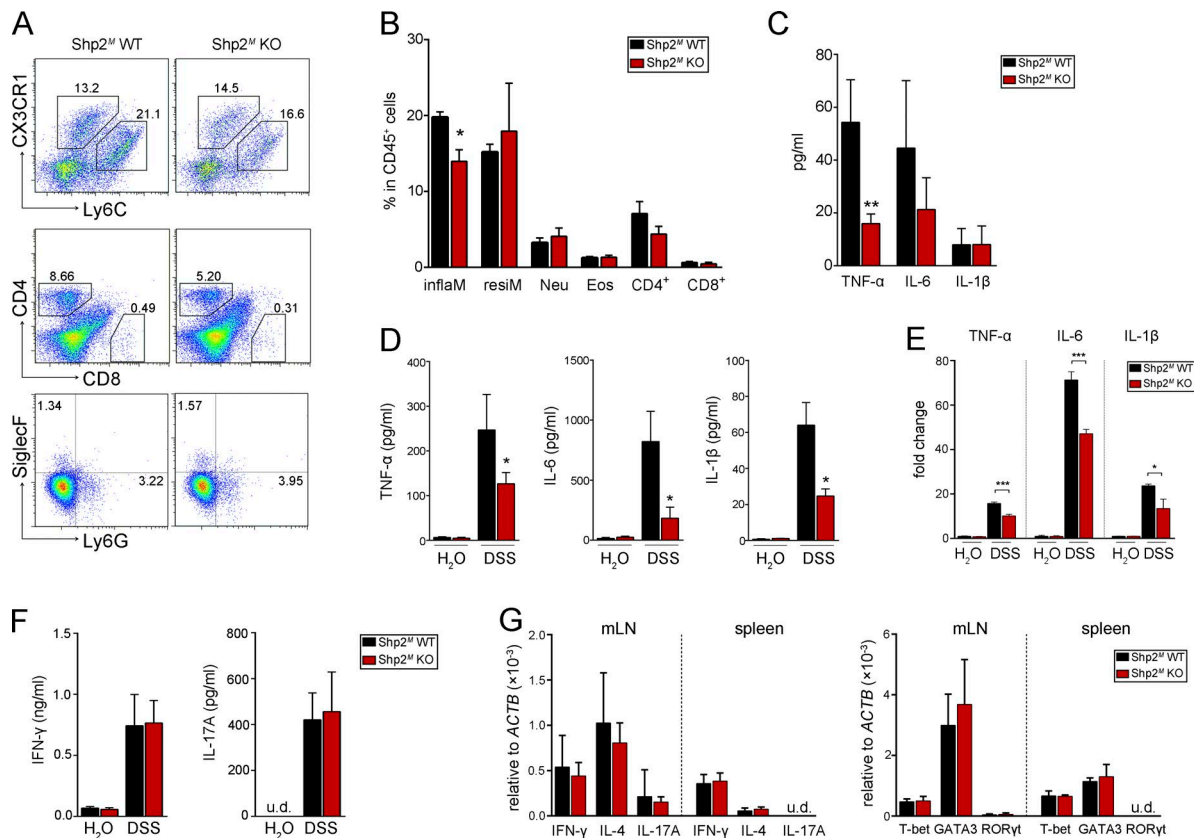 A
Shp2ᴹ WT Shp2ᴹ KO
CX3CR1
13.2
21.1
14.5
16.6
Ly6C
CD4
8.66
0.49
5.20
0.31
CD8
SiglecF
1.34
3.22
1.57
3.95
Ly6G
B
Shp2ᴹ WT
Shp2ᴹ KO
% in CD45⁺ cells
30
20
10
0
*
inflaM resiM Neu Eos CD4⁺ CD8⁺
C
Shp2ᴹ WT
Shp2ᴹ KO
pg/ml
80
60
40
20
0
**
TNF-α IL-6 IL-1β
D
TNF-α (pg/ml)
400
300
200
100
0
*
H₂O DSS
IL-6 (pg/ml)
1500
1000
500
0
*
H₂O DSS
IL-1β (pg/ml)
100
80
60
40
20
0
*
H₂O DSS
E
TNF-α IL-6 IL-1β
Shp2ᴹ WT
Shp2ᴹ KO
fold change
80
60
40
20
0
*** *** *
H₂O DSS H₂O DSS H₂O DSS
F
IFN-γ (ng/ml)
1.5
1.0
0.5
0.0
H₂O DSS
IL-17A (pg/ml)
800
600
400
200
0
u.d.
H₂O DSS
Shp2ᴹ WT
Shp2ᴹ KO
G
mLN spleen
relative to ACTB (×10⁻³)
2.0
1.5
1.0
0.5
0.0
u.d.
IFN-γ IL-4 IL-17A IFN-γ IL-4 IL-17A
mLN spleen
Shp2ᴹ WT
Shp2ᴹ KO
relative to ACTB (×10⁻³)
6
4
2
0
u.d.
T-bet GATA3 RORγt T-bet GATA3 RORγt